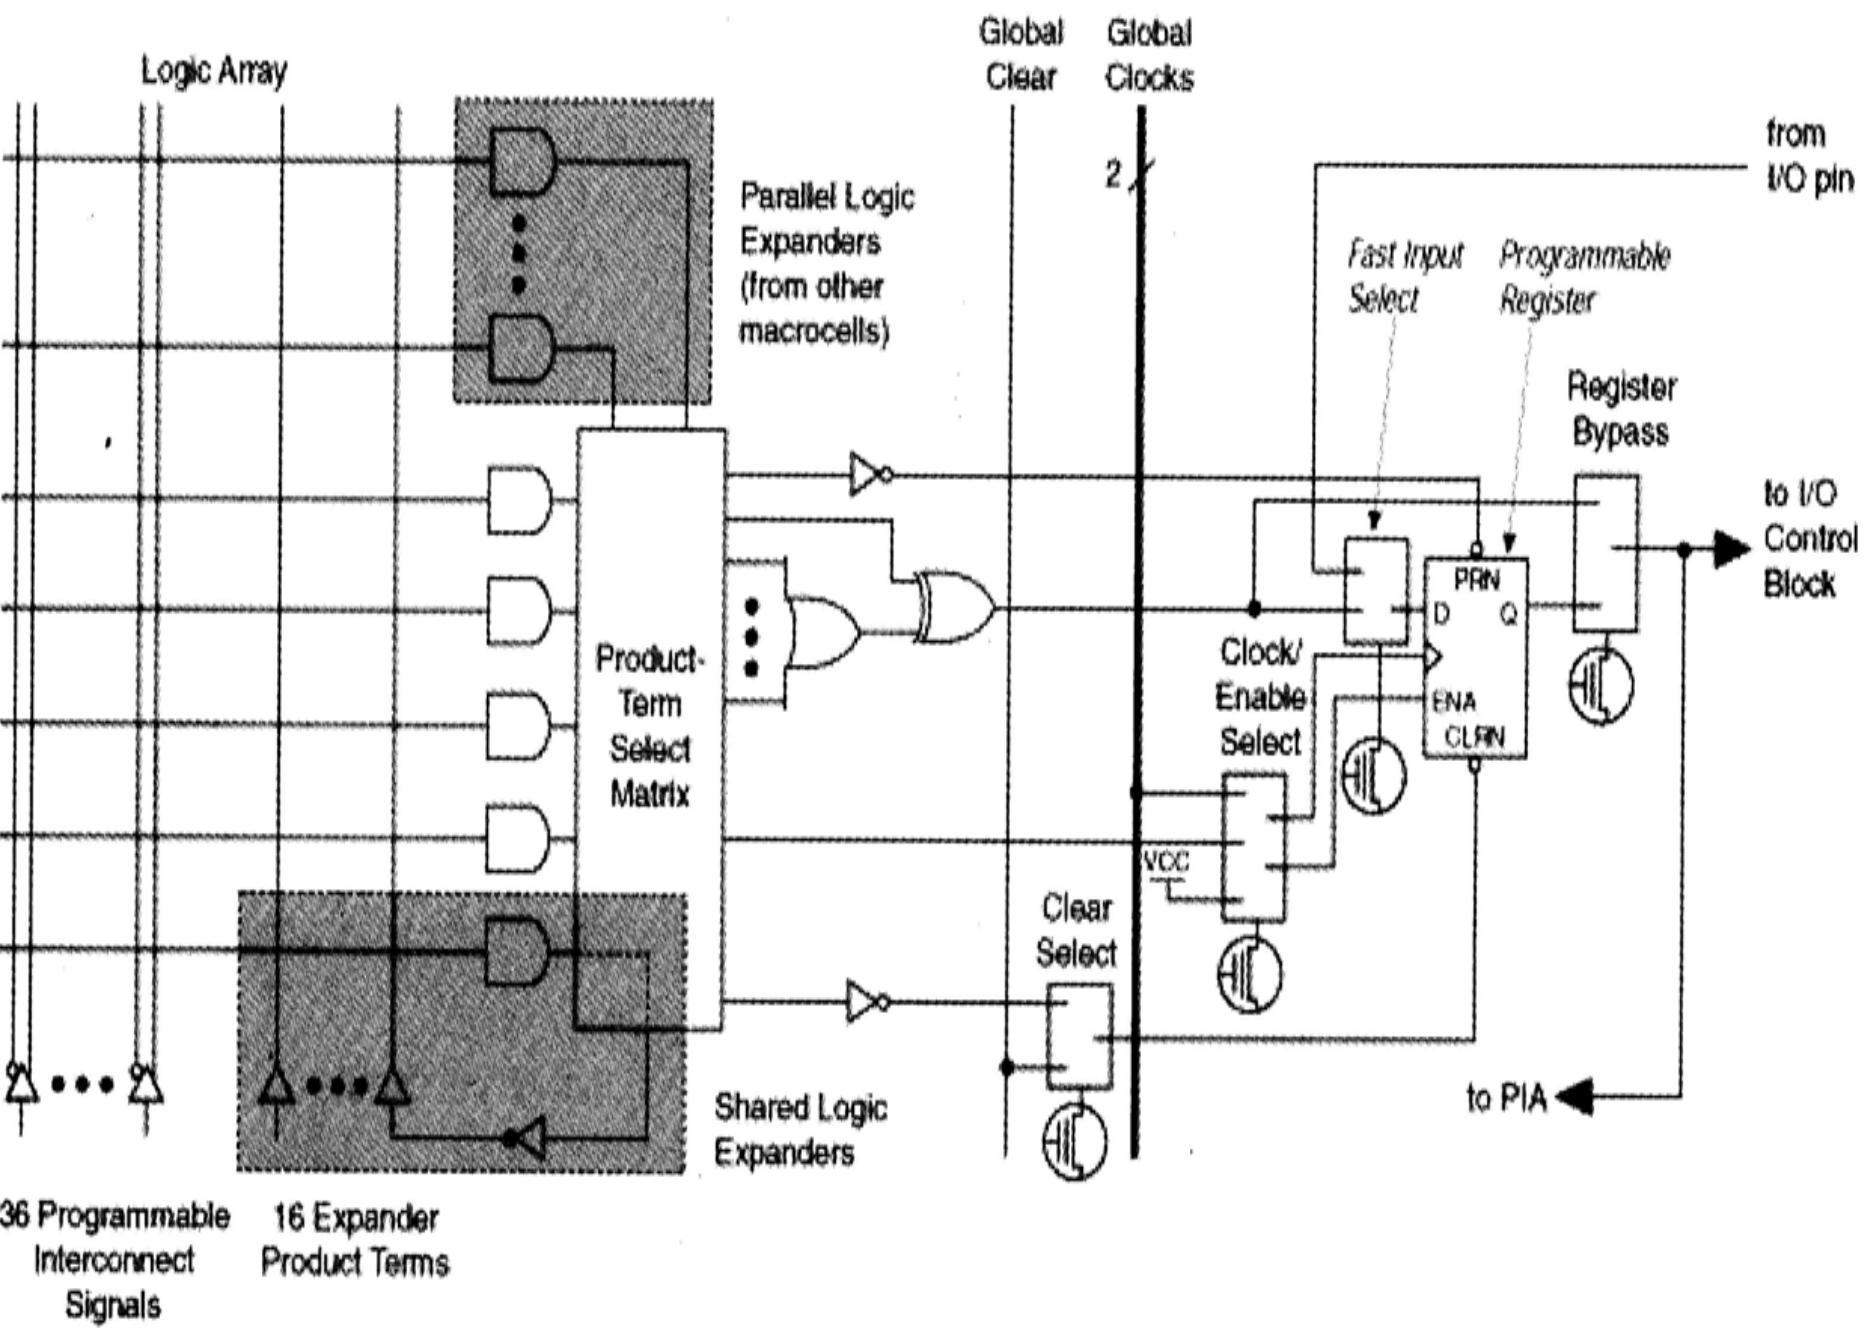 Logic Array
Global
Clear
Global
Clocks
2
from
I/O pin
Parallel Logic
Expanders
(from other
macrocells)
Fast Input
Select
Programmable
Register
Register
Bypass
to I/O
Control
Block
PRN
D
Q
ENA
CLRN
Clock/
Enable
Select
Product-
Term
Select
Matrix
VCC
Clear
Select
to PIA
Shared Logic
Expanders
36 Programmable
Interconnect
Signals
16 Expander
Product Terms